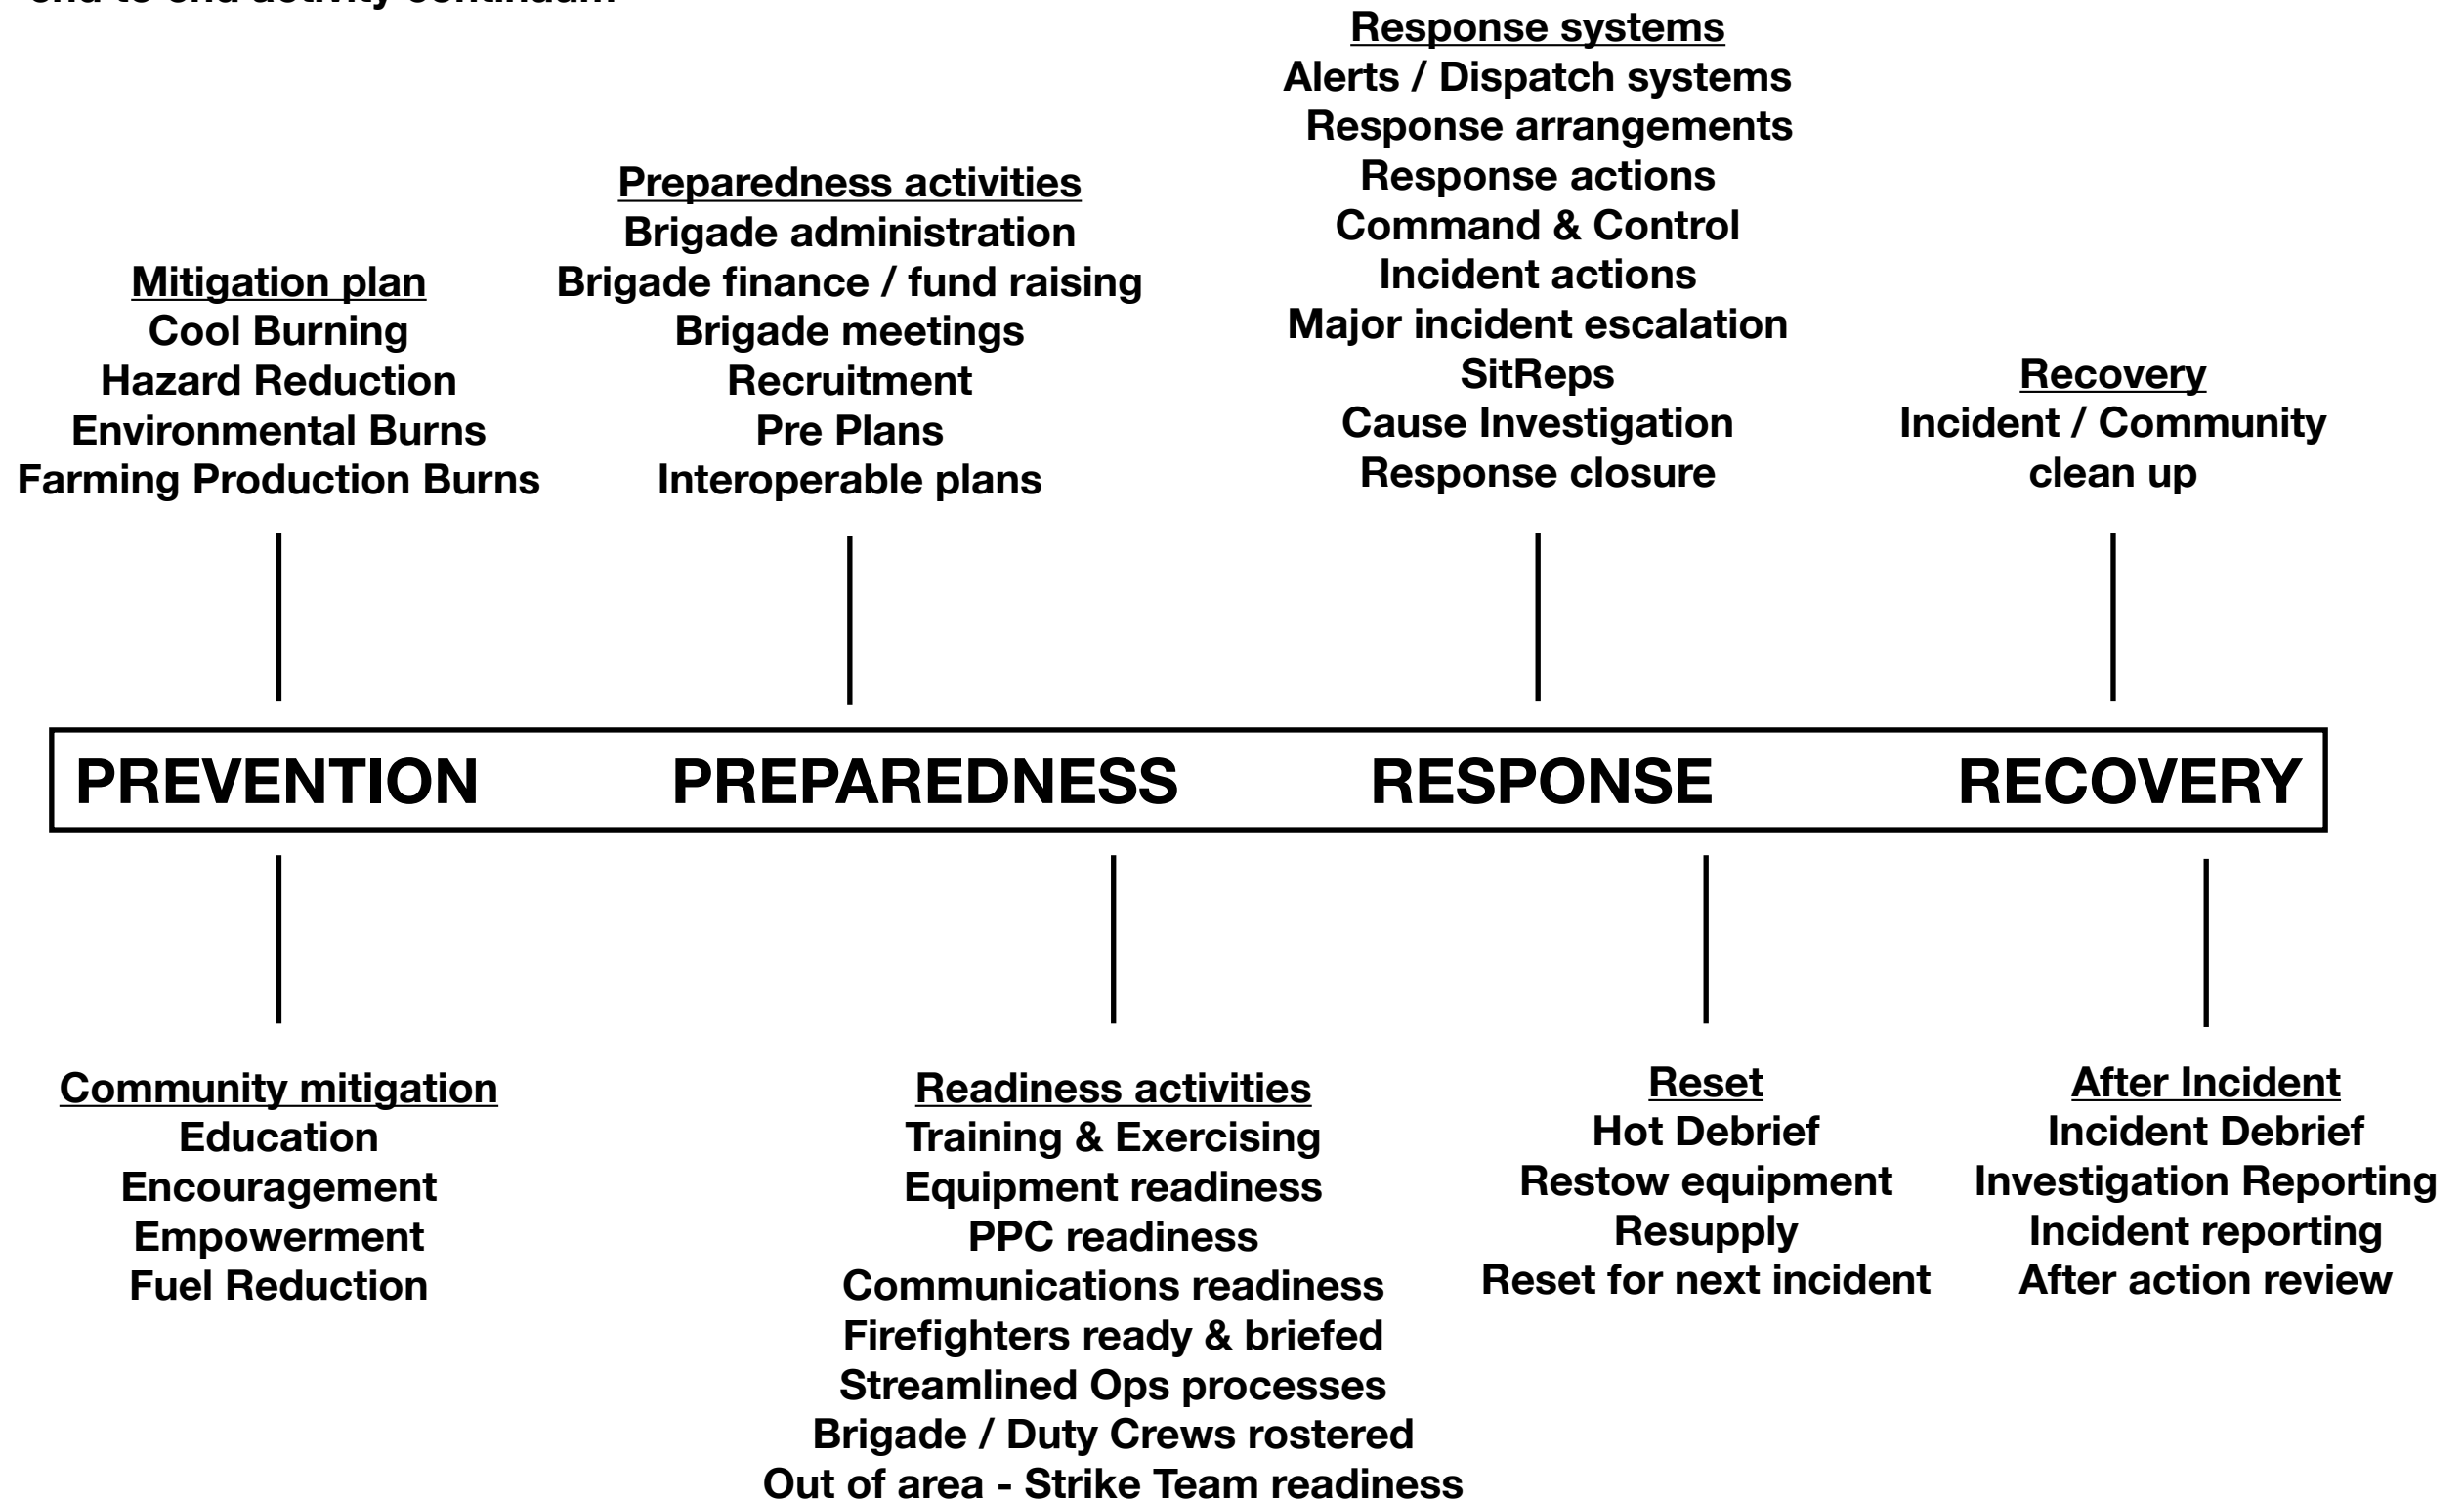 end to end activity continuum
Response systems
Alerts / Dispatch systems
Response arrangements
Response actions
Command & Control
Incident actions
Major incident escalation
SitReps
Cause Investigation
Response closure
Preparedness activities
Brigade administration
Brigade finance / fund raising
Brigade meetings
Recruitment
Pre Plans
Interoperable plans
Mitigation plan
Cool Burning
Hazard Reduction
Environmental Burns
Farming Production Burns
Recovery
Incident / Community
clean up
PREVENTION PREPAREDNESS RESPONSE RECOVERY
Community mitigation
Education
Encouragement
Empowerment
Fuel Reduction
Readiness activities
Training & Exercising
Equipment readiness
PPC readiness
Communications readiness
Firefighters ready & briefed
Streamlined Ops processes
Brigade / Duty Crews rostered
Out of area - Strike Team readiness
Reset
Hot Debrief
Restow equipment
Resupply
Reset for next incident
After Incident
Incident Debrief
Investigation Reporting
Incident reporting
After action review